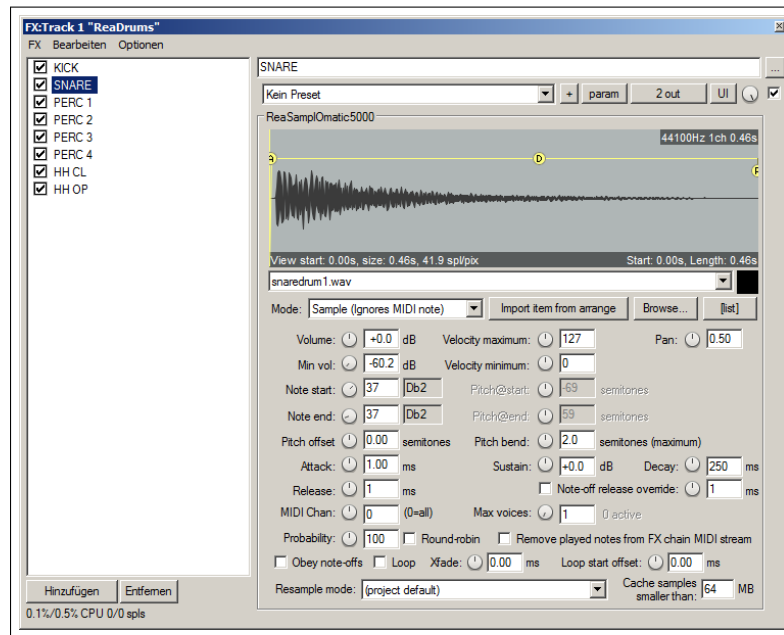 FX:Track 1 "ReaDrums"
FX Bearbeiten Optionen
KICK
SNARE
PERC 1
PERC 2
PERC 3
PERC 4
HH CL
HH OP
Hinzufügen Entfernen
0.1%/0.5% CPU 0/0 spls
SNARE ...
Kein Preset + param 2 out UI
ReaSamplOmatic5000
44100Hz 1ch 0.46s
A D R
View start: 0.00s, size: 0.46s, 41.9 spl/pix Start: 0.00s, Length: 0.46s
snaredrum1.wav
Mode: Sample (Ignores MIDI note) Import item from arrange Browse... [list]
Volume: +0.0 dB Velocity maximum: 127 Pan: 0.50
Min vol: -60.2 dB Velocity minimum: 0
Note start: 37 Db2 Pitch@start: -69 semitones
Note end: 37 Db2 Pitch@end: 59 semitones
Pitch offset 0.00 semitones Pitch bend: 2.0 semitones (maximum)
Attack: 1.00 ms Sustain: +0.0 dB Decay: 250 ms
Release: 1 ms Note-off release override: 1 ms
MIDI Chan: 0 (0=all) Max voices: 1 0 active
Probability: 100 Round-robin Remove played notes from FX chain MIDI stream
Obey note-offs Loop Xfade: 0.00 ms Loop start offset: 0.00 ms
Resample mode: (project default) Cache samples smaller than: 64 MB